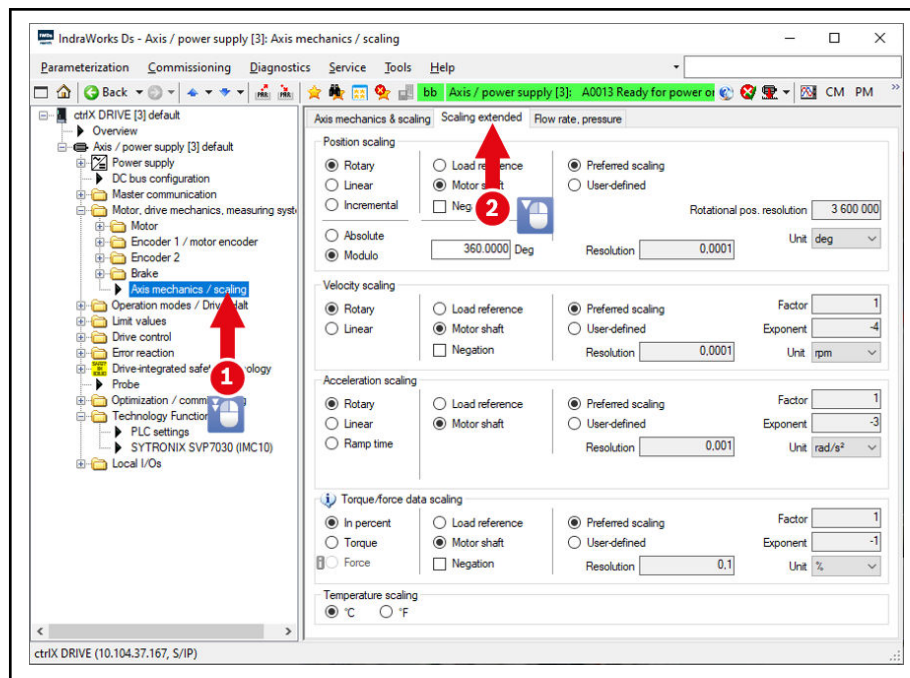 IndraWorks Ds - Axis / power supply [3]: Axis mechanics / scaling
Parameterization Commissioning Diagnostics Service Tools Help
Back bb Axis / power supply [3]: A0013 Ready for power CM PM »
ctrlX DRIVE [3] default
Overview
Axis / power supply [3] default
Power supply
DC bus configuration
Master communication
Motor, drive mechanics, measuring syst
Motor
Encoder 1 / motor encoder
Encoder 2
Brake
Axis mechanics / scaling
Operation modes /
Limit values
Drive control
Error reaction
Drive-integrated
Probe
Optimization /
Technology Function
PLC settings
SYTRONIX SVP7030 (IMC10)
Local I/Os
1
Axis mechanics & scaling Scaling extended Flow rate, pressure
2
Position scaling
Rotary Load reference Preferred scaling
Linear Motor shaft User-defined
Incremental Rotational pos. resolution 3 600 000
Absolute Unit deg
Modulo 360.0000 Deg Resolution 0,0001
Velocity scaling
Rotary Load reference Preferred scaling Factor 1
Linear Motor shaft User-defined Exponent -4
Negation Resolution 0,0001 Unit rpm
Acceleration scaling
Rotary Load reference Preferred scaling Factor 1
Linear Motor shaft User-defined Exponent -3
Ramp time Resolution 0,001 Unit rad/s²
Torque/force data scaling
In percent Load reference Preferred scaling Factor 1
Torque Motor shaft User-defined Exponent -1
Force Negation Resolution 0,1 Unit %
Temperature scaling
°C °F
ctrlX DRIVE (10.104.37.167, S/IP)